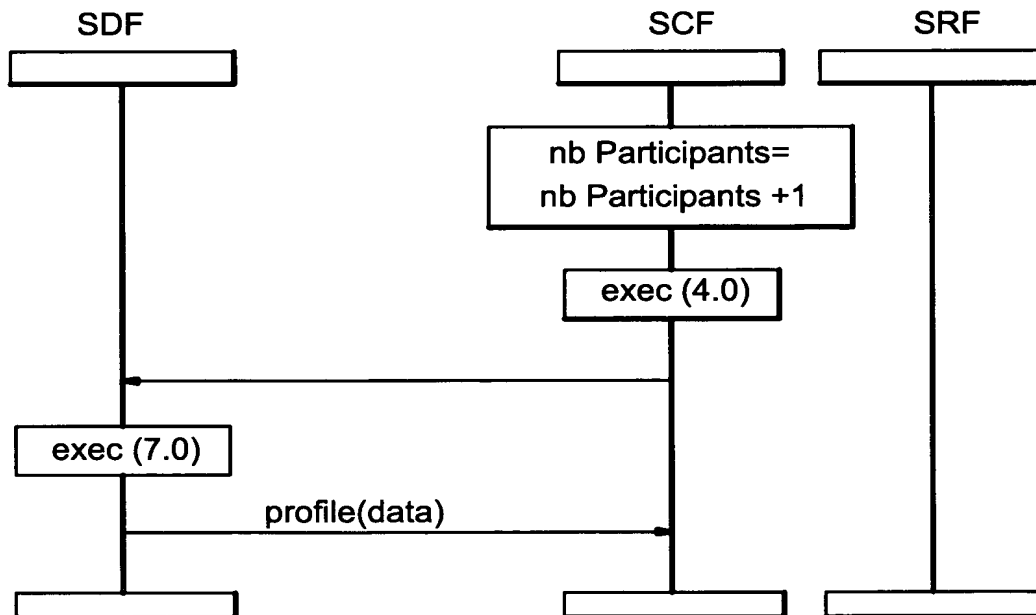 SDF
SCF
SRF
nb Participants=
nb Participants +1
exec (4.0)
exec (7.0)
profile(data)